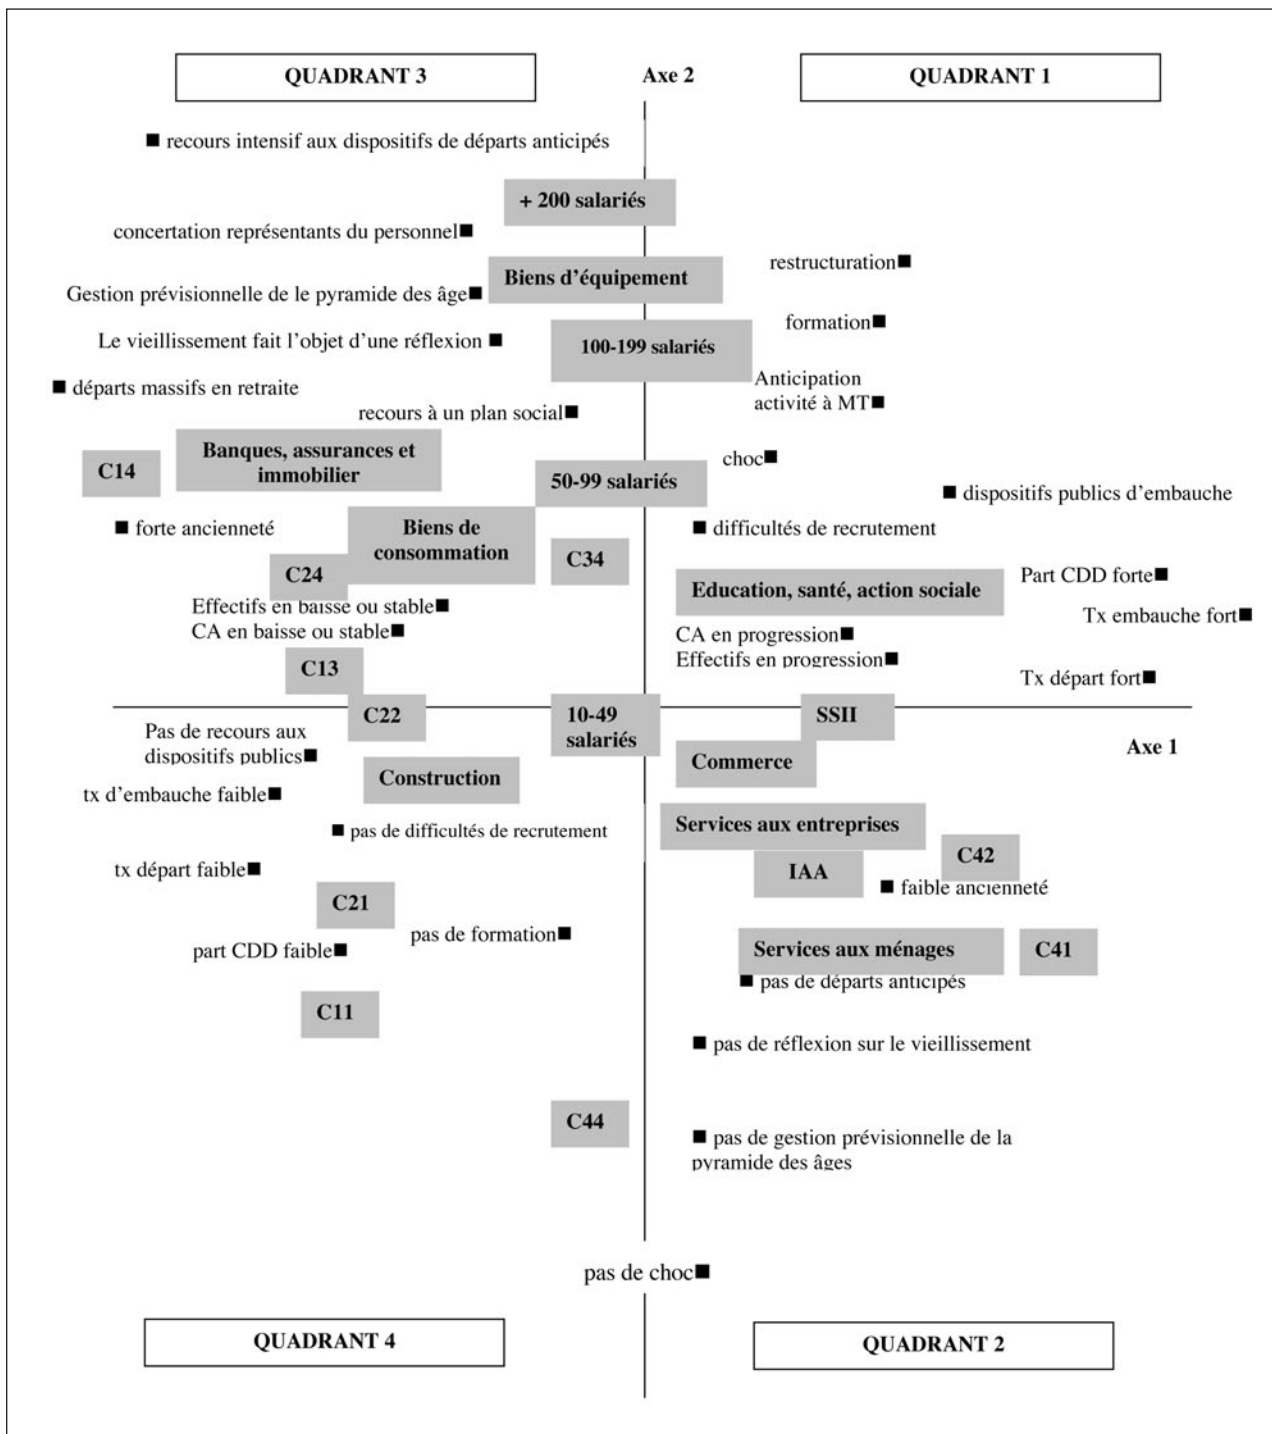 QUADRANT 3
Axe 2
QUADRANT 1
recours intensif aux dispositifs de départs anticipés
+ 200 salariés
concertation représentants du personnel
restructuration
Biens d'équipement
Gestion prévisionnelle de le pyramide des âge
formation
Le vieillissement fait l'objet d'une réflexion
100-199 salariés
départs massifs en retraite
Anticipation
activité à MT
recours à un plan social
Banques, assurances et
immobilier
C14
choc
50-99 salariés
dispositifs publics d'embauche
forte ancienneté
difficultés de recrutement
Biens de
consommation
C34
C24
Part CDD forte
Education, santé, action sociale
Effectifs en baisse ou stable
Tx embauche fort
CA en baisse ou stable
CA en progression
Effectifs en progression
C13
Tx départ fort
C22
10-49
salariés
SSII
Pas de recours aux
dispositifs publics
Axe 1
Commerce
Construction
tx d'embauche faible
Services aux entreprises
pas de difficultés de recrutement
C42
tx départ faible
IAA
faible ancienneté
C21
pas de formation
part CDD faible
Services aux ménages
C41
pas de départs anticipés
C11
pas de réflexion sur le vieillissement
C44
pas de gestion prévisionnelle de la
pyramide des âges
pas de choc
QUADRANT 4
QUADRANT 2